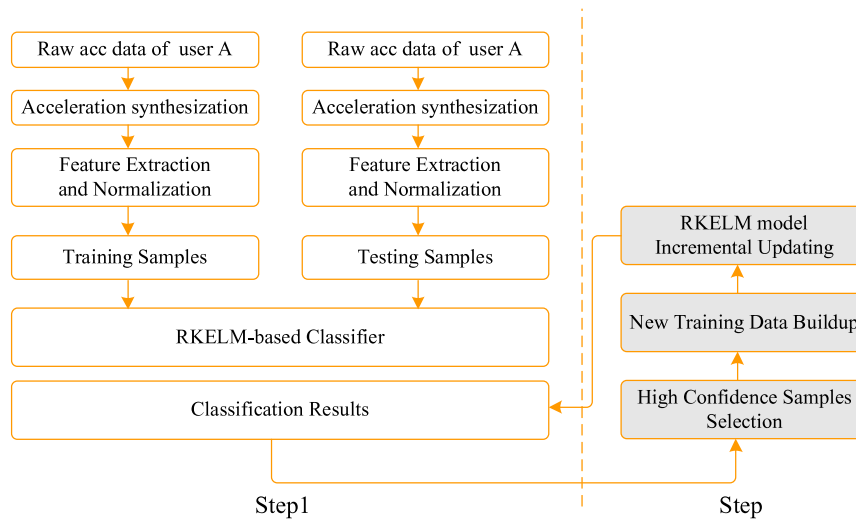 Raw acc data of user A
Acceleration synthesization
Feature Extraction
and Normalization
Training Samples
Raw acc data of user A
Acceleration synthesization
Feature Extraction
and Normalization
Testing Samples
RKELM-based Classifier
Classification Results
Step1
RKELM model
Incremental Updating
New Training Data Buildup
High Confidence Samples
Selection
Step